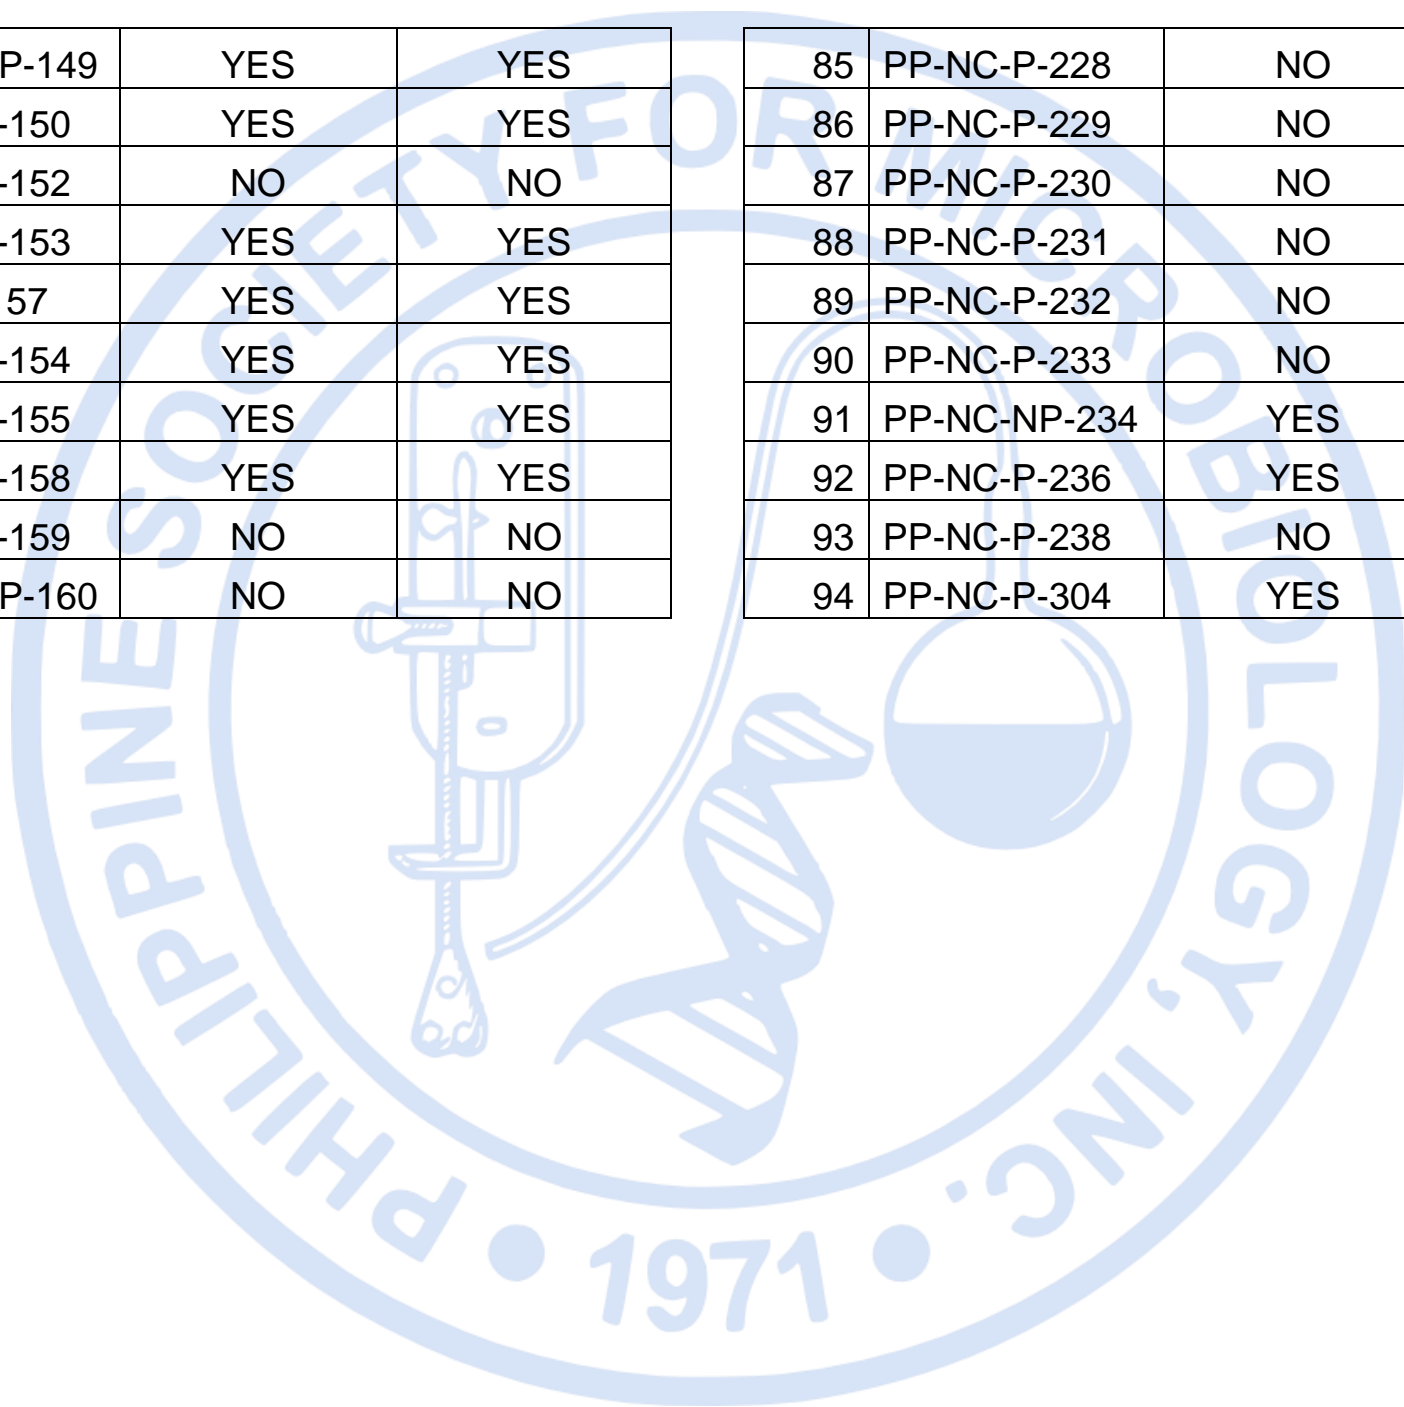 P-149 YES YES
-150 YES YES
-152 NO NO
-153 YES YES
57 YES YES
-154 YES YES
-155 YES YES
-158 YES YES
-159 NO NO
P-160 NO NO
85 PP-NC-P-228 NO
86 PP-NC-P-229 NO
87 PP-NC-P-230 NO
88 PP-NC-P-231 NO
89 PP-NC-P-232 NO
90 PP-NC-P-233 NO
91 PP-NC-NP-234 YES
92 PP-NC-P-236 YES
93 PP-NC-P-238 NO
94 PP-NC-P-304 YES
PHILIPPINE SOCIETY FOR MICROBIOLOGY, INC.
1971